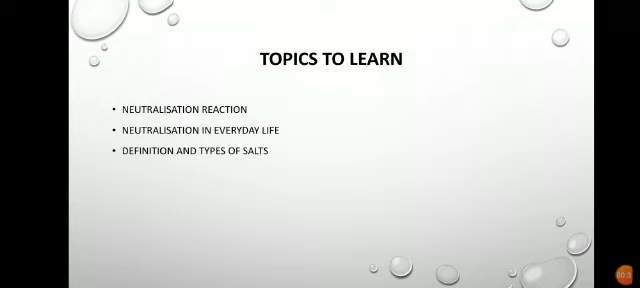 TOPICS TO LEARN
• NEUTRALISATION REACTION
• NEUTRALISATION IN EVERYDAY LIFE
• DEFINITION AND TYPES OF SALTS